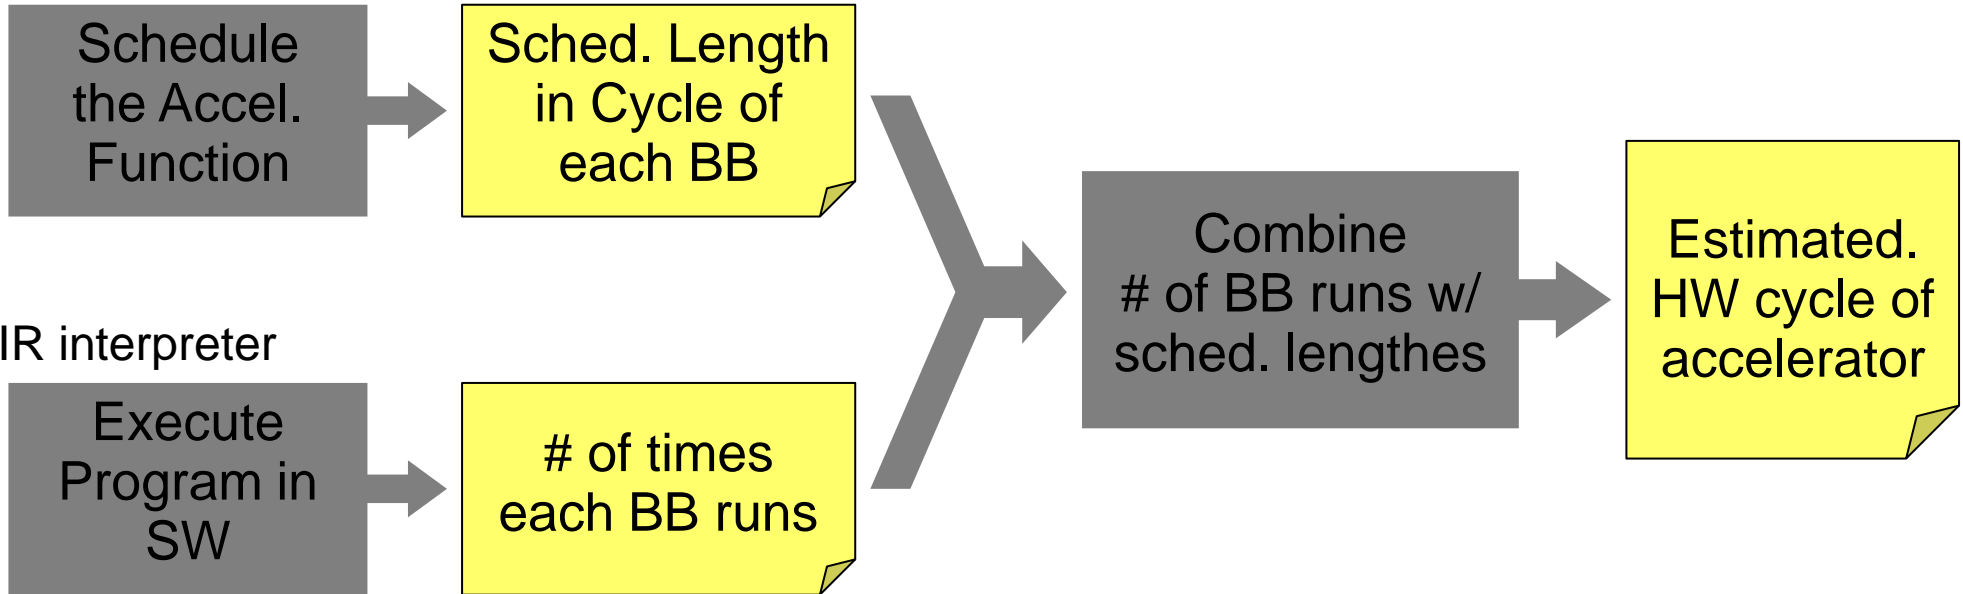 Schedule
the Accel.
Function
Sched. Length
in Cycle of
each BB
IR interpreter
Execute
Program in
SW
# of times
each BB runs
Combine
# of BB runs w/
sched. lengthes
Estimated.
HW cycle of
accelerator